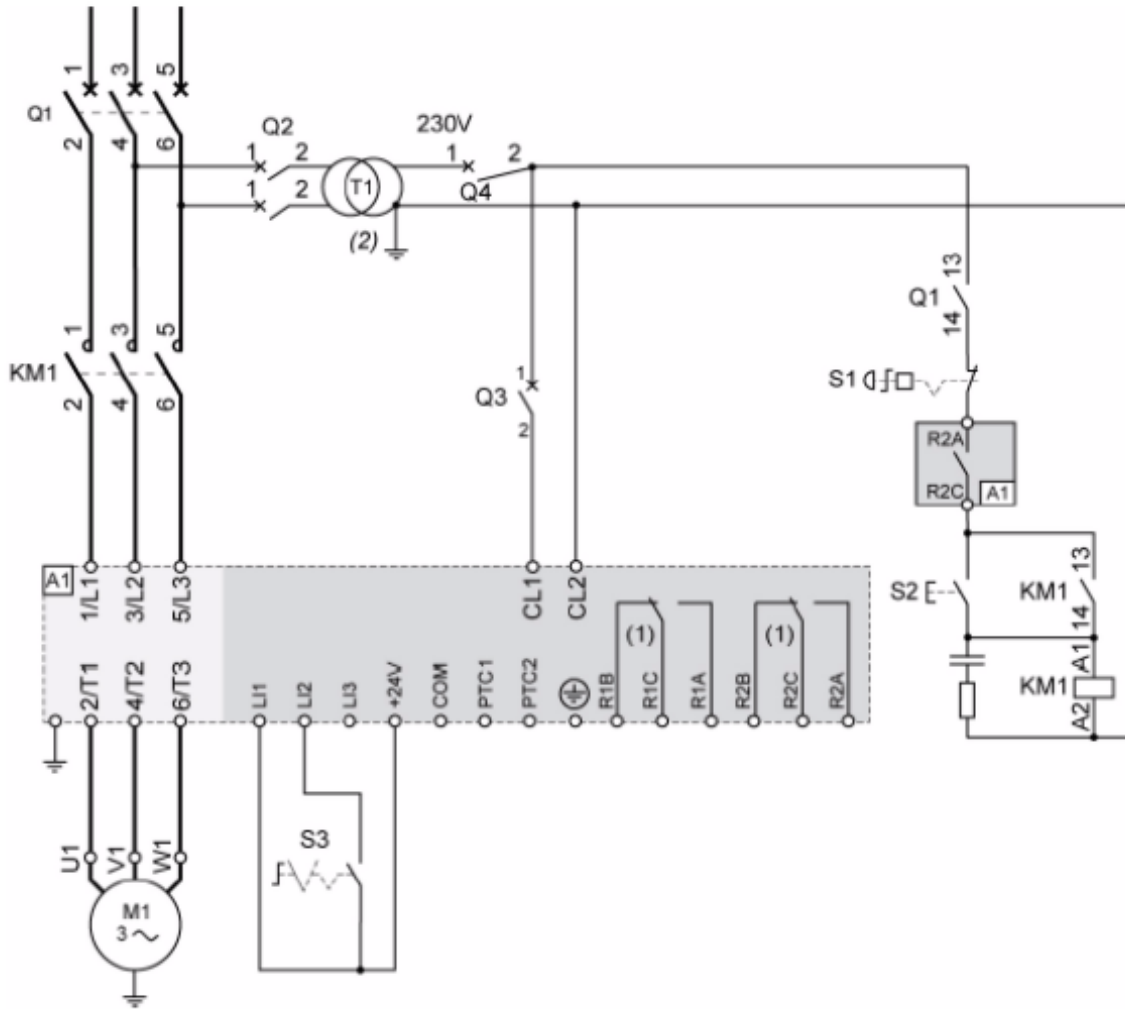 1 3 5
Q1
2 4 6
Q2 230V
1 2 1 2
T1 Q4
1 2
(2)
13
Q1
14
1 3 5
KM1
2 4 6
1
Q3
2
S1
R2A
R2C A1
A1
1/L1 3/L2 5/L3 CL1 CL2
S2 13
KM1
14
(1) (1)
2/T1 4/T2 6/T3 LI1 LI2 LI3 +24V COM PTC1 PTC2 R1B R1C R1A R2B R2C R2A
A1
KM1
A2
S3
U1 V1 W1
M1
3 ~